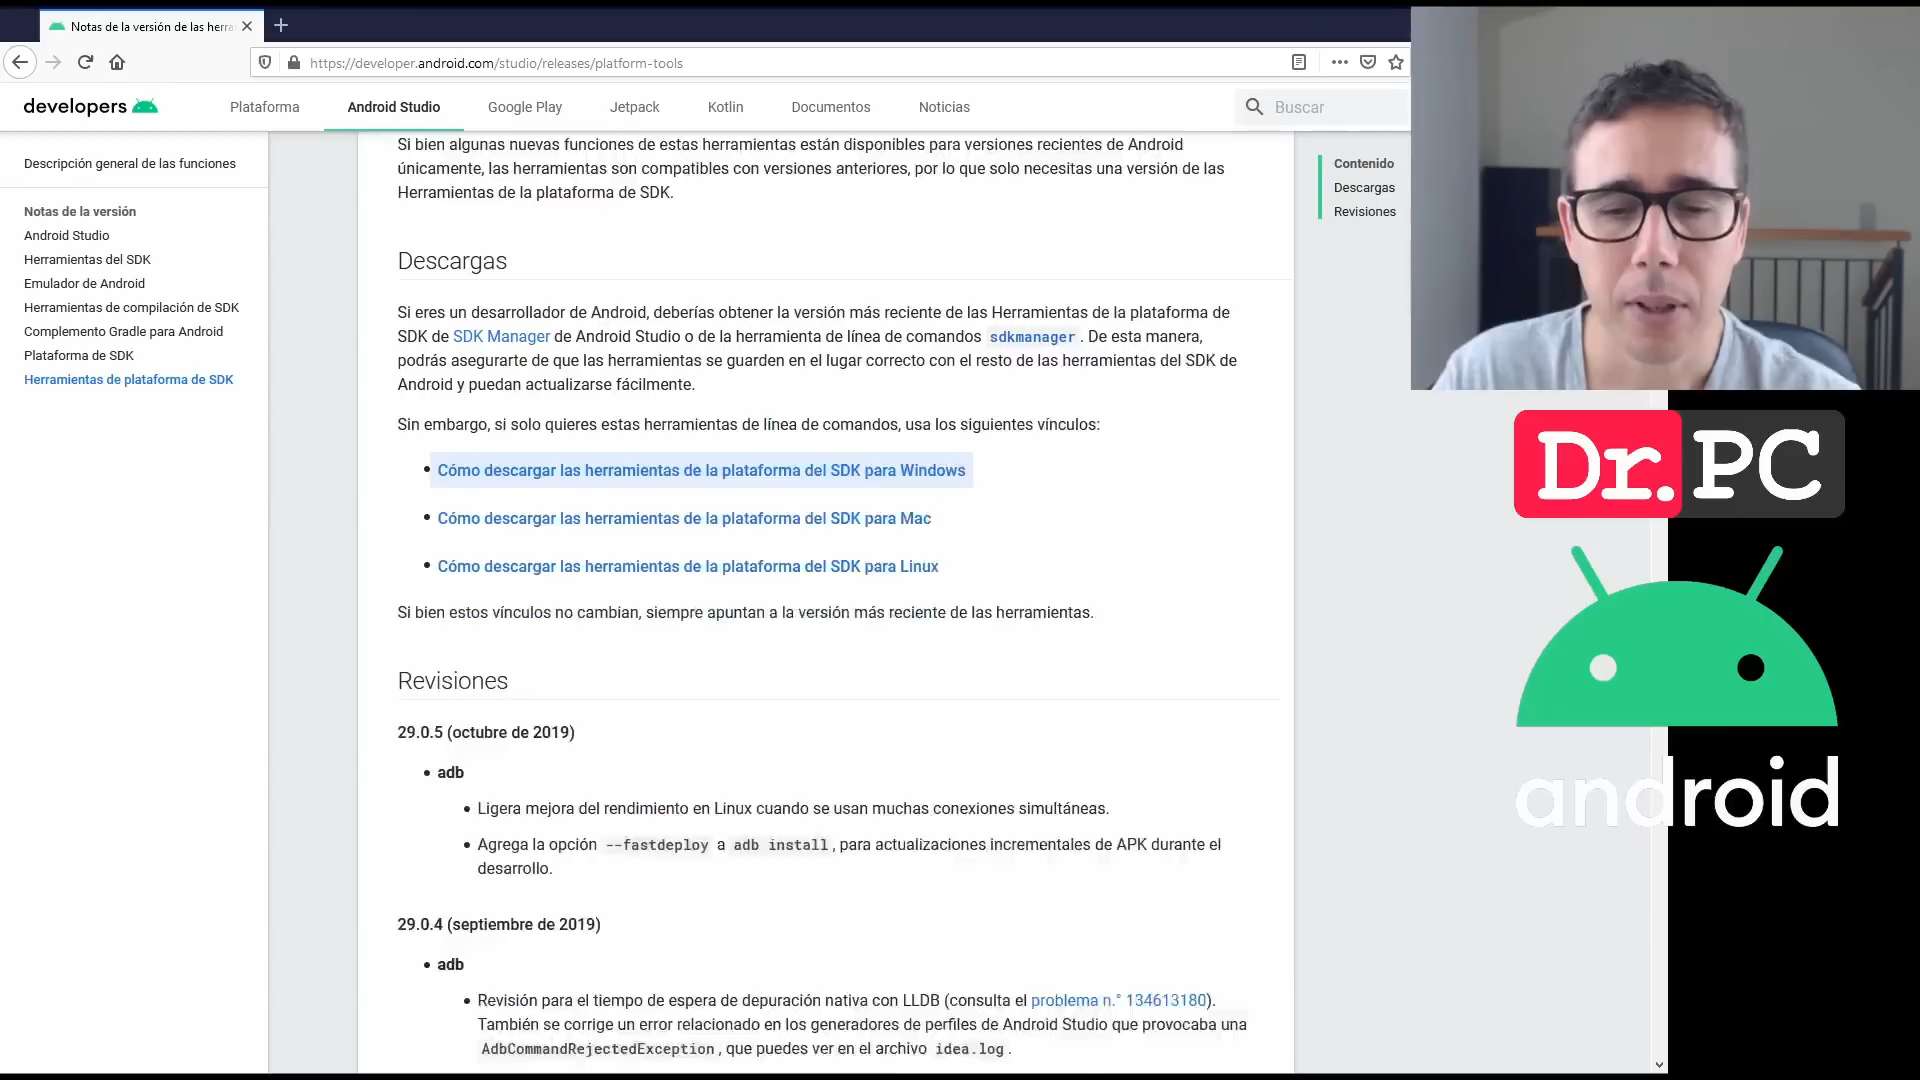 Notas de la versión de las herra
https://developer.android.com/studio/releases/platform-tools
developers
Plataforma
Android Studio
Google Play
Jetpack
Kotlin
Documentos
Noticias
Buscar
Descripción general de las funciones
Notas de la versión
Android Studio
Herramientas del SDK
Emulador de Android
Herramientas de compilación de SDK
Complemento Gradle para Android
Plataforma de SDK
Herramientas de plataforma de SDK
Si bien algunas nuevas funciones de estas herramientas están disponibles para versiones recientes de Android
únicamente, las herramientas son compatibles con versiones anteriores, por lo que solo necesitas una versión de las
Herramientas de la plataforma de SDK.
Descargas
Si eres un desarrollador de Android, deberías obtener la versión más reciente de las Herramientas de la plataforma de
SDK de SDK Manager de Android Studio o de la herramienta de línea de comandos sdkmanager. De esta manera,
podrás asegurarte de que las herramientas se guarden en el lugar correcto con el resto de las herramientas del SDK de
Android y puedan actualizarse fácilmente.
Sin embargo, si solo quieres estas herramientas de línea de comandos, usa los siguientes vínculos:
• Cómo descargar las herramientas de la plataforma del SDK para Windows
• Cómo descargar las herramientas de la plataforma del SDK para Mac
• Cómo descargar las herramientas de la plataforma del SDK para Linux
Si bien estos vínculos no cambian, siempre apuntan a la versión más reciente de las herramientas.
Revisiones
29.0.5 (octubre de 2019)
• adb
• Ligera mejora del rendimiento en Linux cuando se usan muchas conexiones simultáneas.
• Agrega la opción --fastdeploy a adb install, para actualizaciones incrementales de APK durante el
desarrollo.
29.0.4 (septiembre de 2019)
• adb
• Revisión para el tiempo de espera de depuración nativa con LLDB (consulta el problema n.° 134613180).
También se corrige un error relacionado en los generadores de perfiles de Android Studio que provocaba una
AdbCommandRejectedException, que puedes ver en el archivo idea.log.
Contenido
Descargas
Revisiones
Dr. PC
android